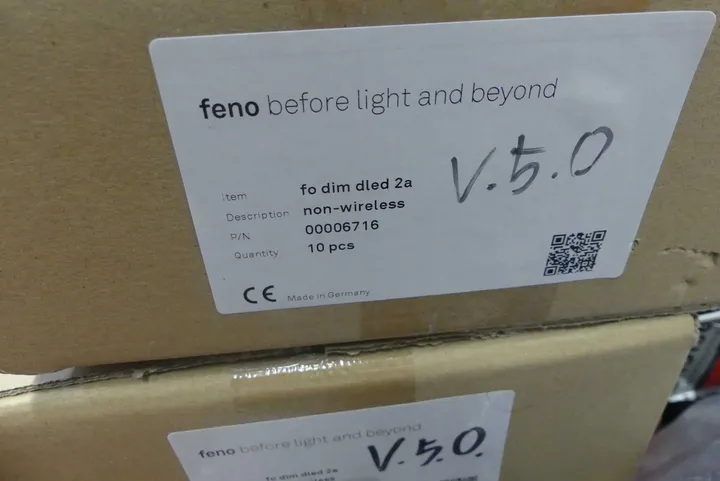 feno before light and beyond
V.5.0
Item fo dim dled 2a
Description non-wireless
P/N 00006716
Quantity 10 pcs
CE Made in Germany
feno before light and beyond
V.5.0.
fo dim dled 2a